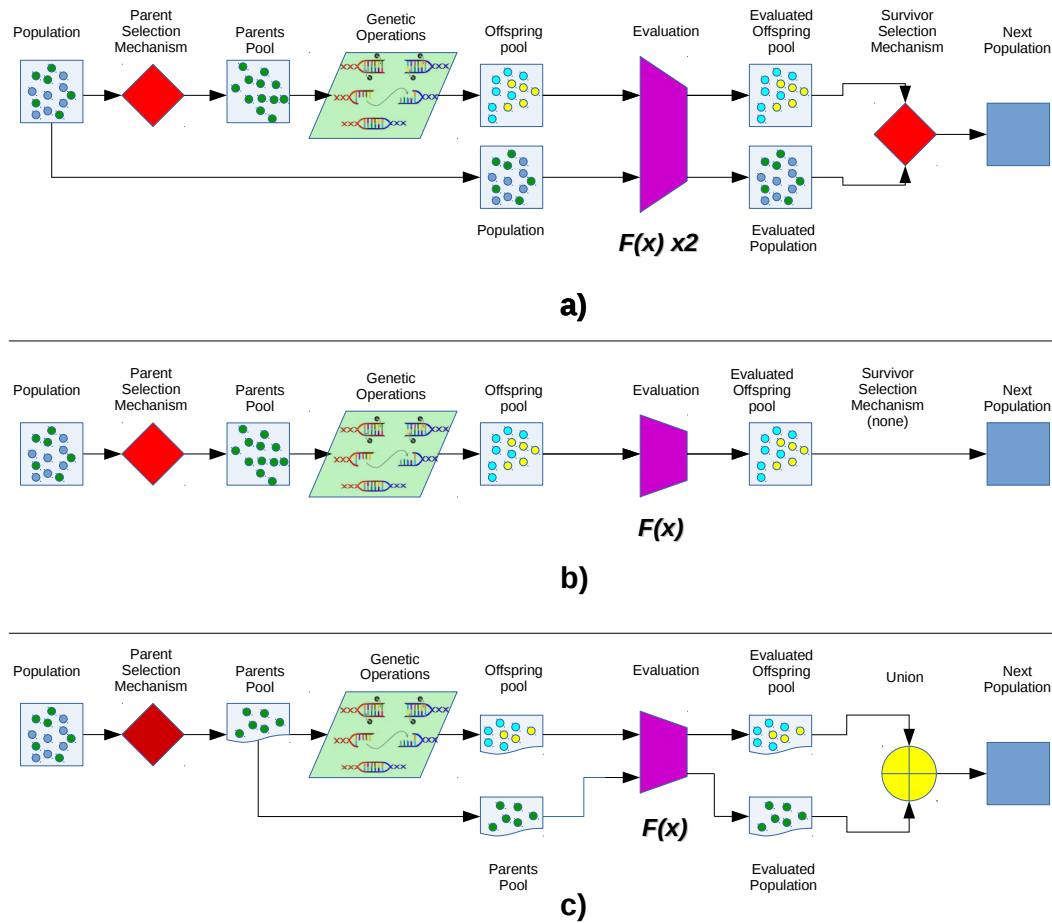 Population
Parent
Selection
Mechanism
Parents
Pool
Genetic
Operations
Offspring
pool
Evaluation
Evaluated
Offspring
pool
Survivor
Selection
Mechanism
Next
Population
Population
F(x) x2
Evaluated
Population
a)
Population
Parent
Selection
Mechanism
Parents
Pool
Genetic
Operations
Offspring
pool
Evaluation
Evaluated
Offspring
pool
Survivor
Selection
Mechanism
(none)
Next
Population
F(x)
b)
Population
Parent
Selection
Mechanism
Parents
Pool
Genetic
Operations
Offspring
pool
Evaluation
Evaluated
Offspring
pool
Union
Next
Population
Parents
Pool
F(x)
Evaluated
Population
c)